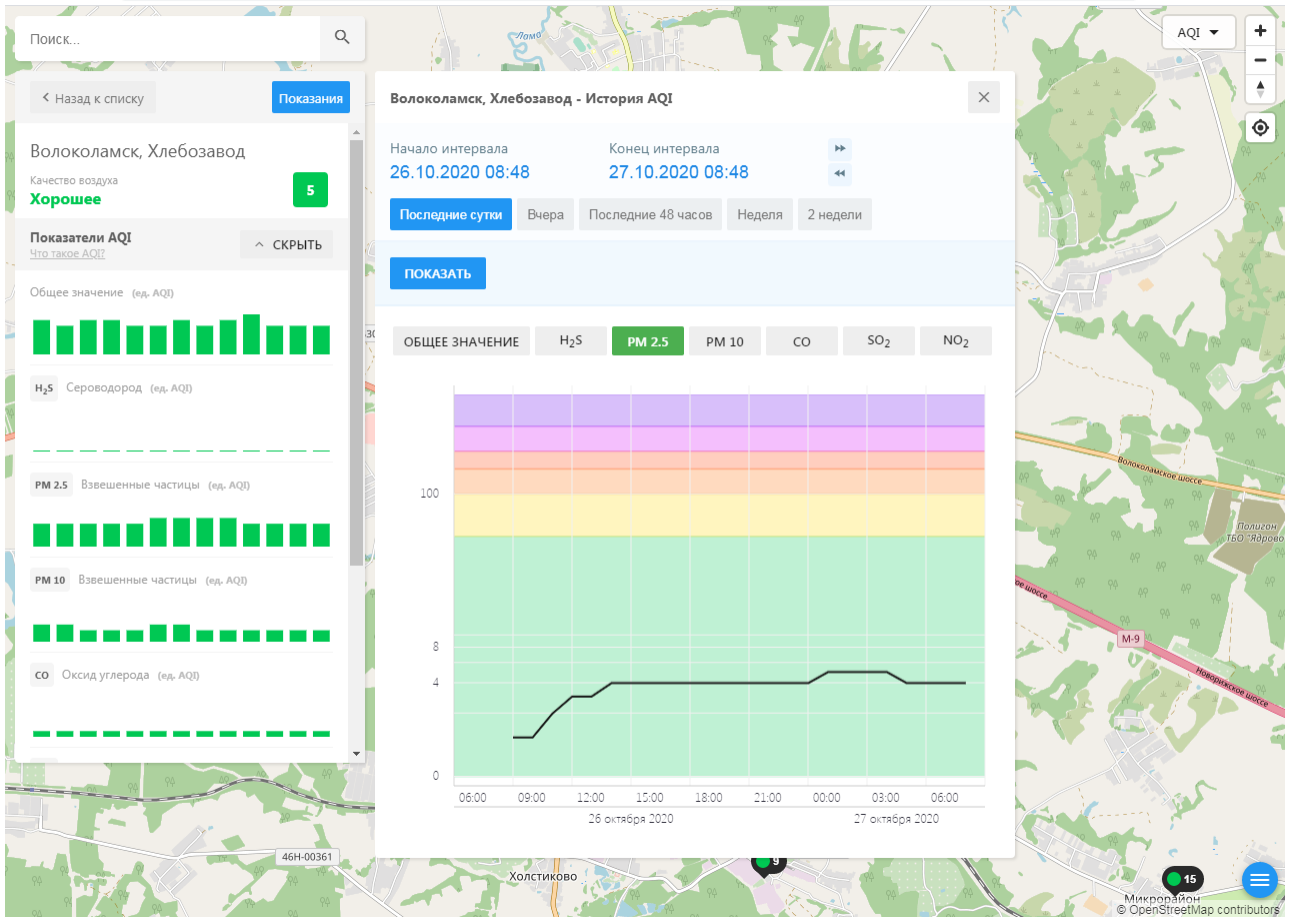 Поиск...
Ломо
AQI
Назад к списку
Показания
Волоколамск, Хлебозавод
Качество воздуха
Хорошее
5
Показатели AQI
Что такое AQI?
СКРЫТЬ
Общее значение (ед. AQI)
H2S Сероводород (ед. AQI)
PM 2.5 Взвешенные частицы (ед. AQI)
PM 10 Взвешенные частицы (ед. AQI)
CO Оксид углерода (ед. AQI)
Волоколамск, Хлебозавод - История AQI
Начало интервала
26.10.2020 08:48
Конец интервала
27.10.2020 08:48
Последние сутки
Вчера
Последние 48 часов
Неделя
2 недели
ПОКАЗАТЬ
ОБЩЕЕ ЗНАЧЕНИЕ
H2S
PM 2.5
PM 10
CO
SO2
NO2
100
8
4
0
06:00 09:00 12:00 15:00 18:00 21:00 00:00 03:00 06:00
26 октября 2020 27 октября 2020
Волоколамское шоссе
Полигон
ТБО "Ядрово
ое шоссе
М-9
Новорижское шоссе
46Н-00361
Холстиково
9
15
Микрорайон
© OpenStreetMap contributors